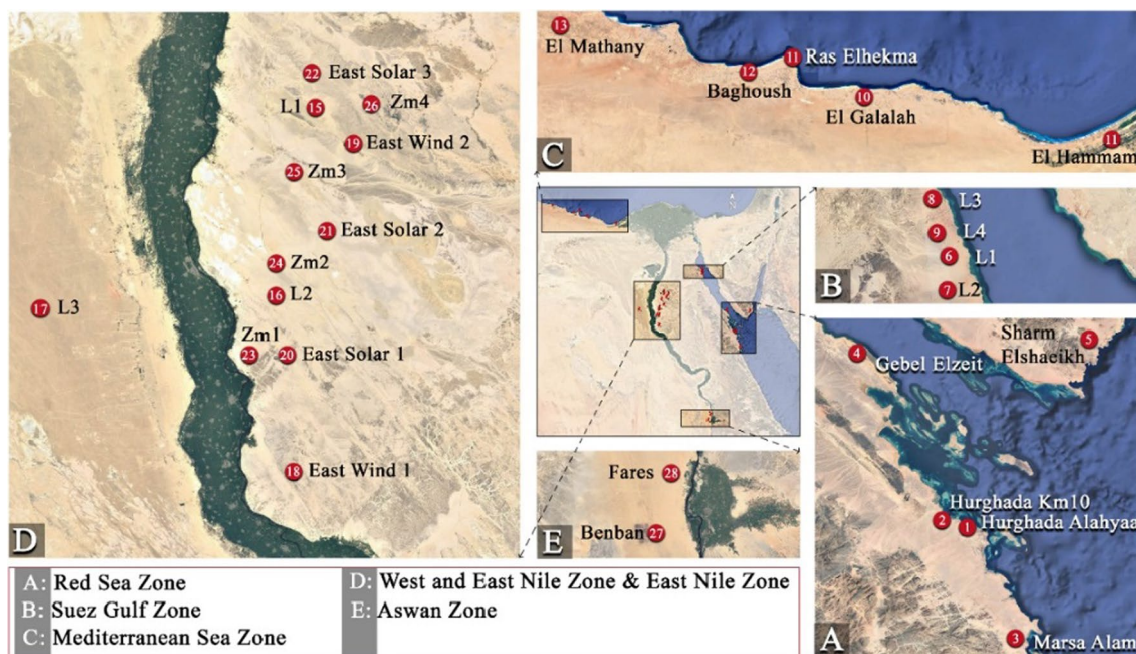 22 East Solar 3
L1 15
26 Zm4
19 East Wind 2
25 Zm3
21 East Solar 2
24 Zm2
16 L2
17 L3
Zm1
23
20 East Solar 1
18 East Wind 1
D
13
El Mathany
11 Ras Elhekma
12
Baghoush
10
El Galalah
11
El Hammam
C
8 L3
9 L4
6 L1
7 L2
B
N
Sharm
Elshaeikh
5
4
Gebel Elzeit
Hurghada Km10
2
1 Hurghada Alahyaa
3
Marsa Alam
A
Fares 28
Benban 27
E
A: Red Sea Zone
B: Suez Gulf Zone
C: Mediterranean Sea Zone
D: West and East Nile Zone & East Nile Zone
E: Aswan Zone